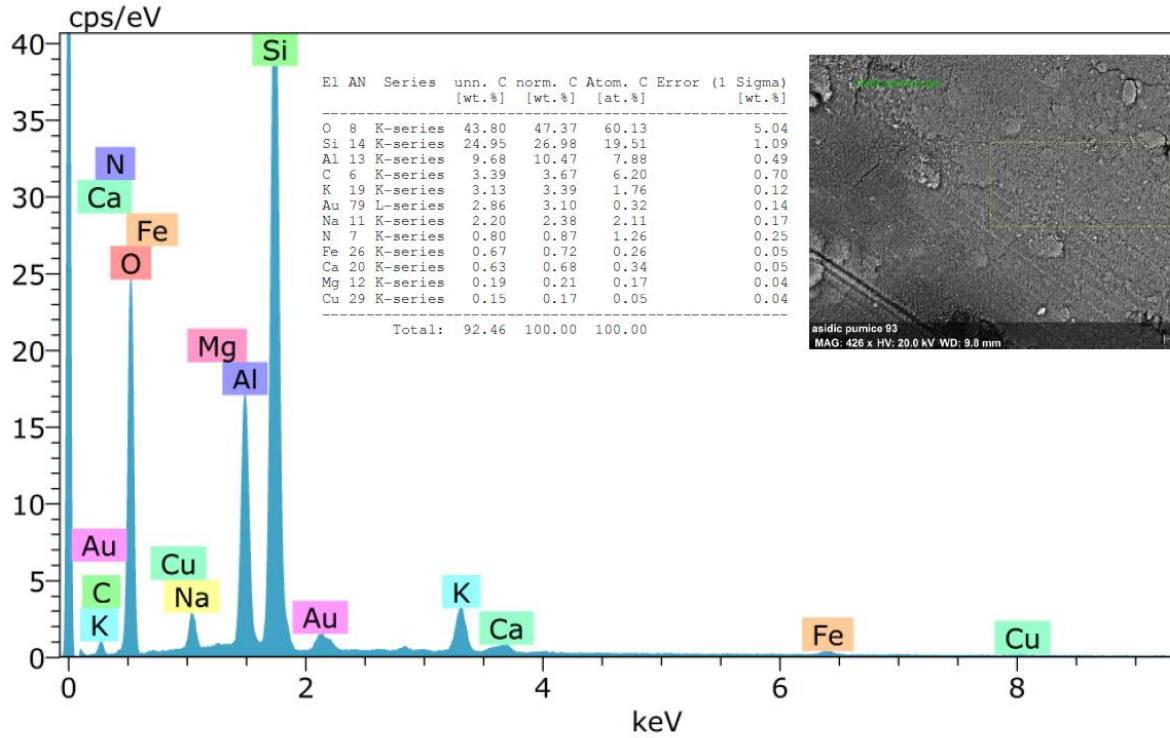 cps/eV
40
35
30
25
20
15
10
5
0
Si
N
Ca
Fe
O
Mg
Al
Au
C
K
Cu
Na
Au
K
Ca
Fe
Cu
0 2 4 6 8
keV
El AN Series unn. C norm. C Atom. C Error (1 Sigma)
[wt.%] [wt.%] [at.%] [wt.%]
O 8 K-series 43.80 47.37 60.13 5.04
Si 14 K-series 24.95 26.98 19.51 1.09
Al 13 K-series 9.68 10.47 7.88 0.49
C 6 K-series 3.39 3.67 6.20 0.70
K 19 K-series 3.13 3.39 1.76 0.12
Au 79 L-series 2.86 3.10 0.32 0.14
Na 11 K-series 2.20 2.38 2.11 0.17
N 7 K-series 0.80 0.87 1.26 0.25
Fe 26 K-series 0.67 0.72 0.26 0.05
Ca 20 K-series 0.63 0.68 0.34 0.05
Mg 12 K-series 0.19 0.21 0.17 0.04
Cu 29 K-series 0.15 0.17 0.05 0.04
Total: 92.46 100.00 100.00
asidic pumice 93
MAG: 426 x HV: 20.0 kV WD: 9.8 mm